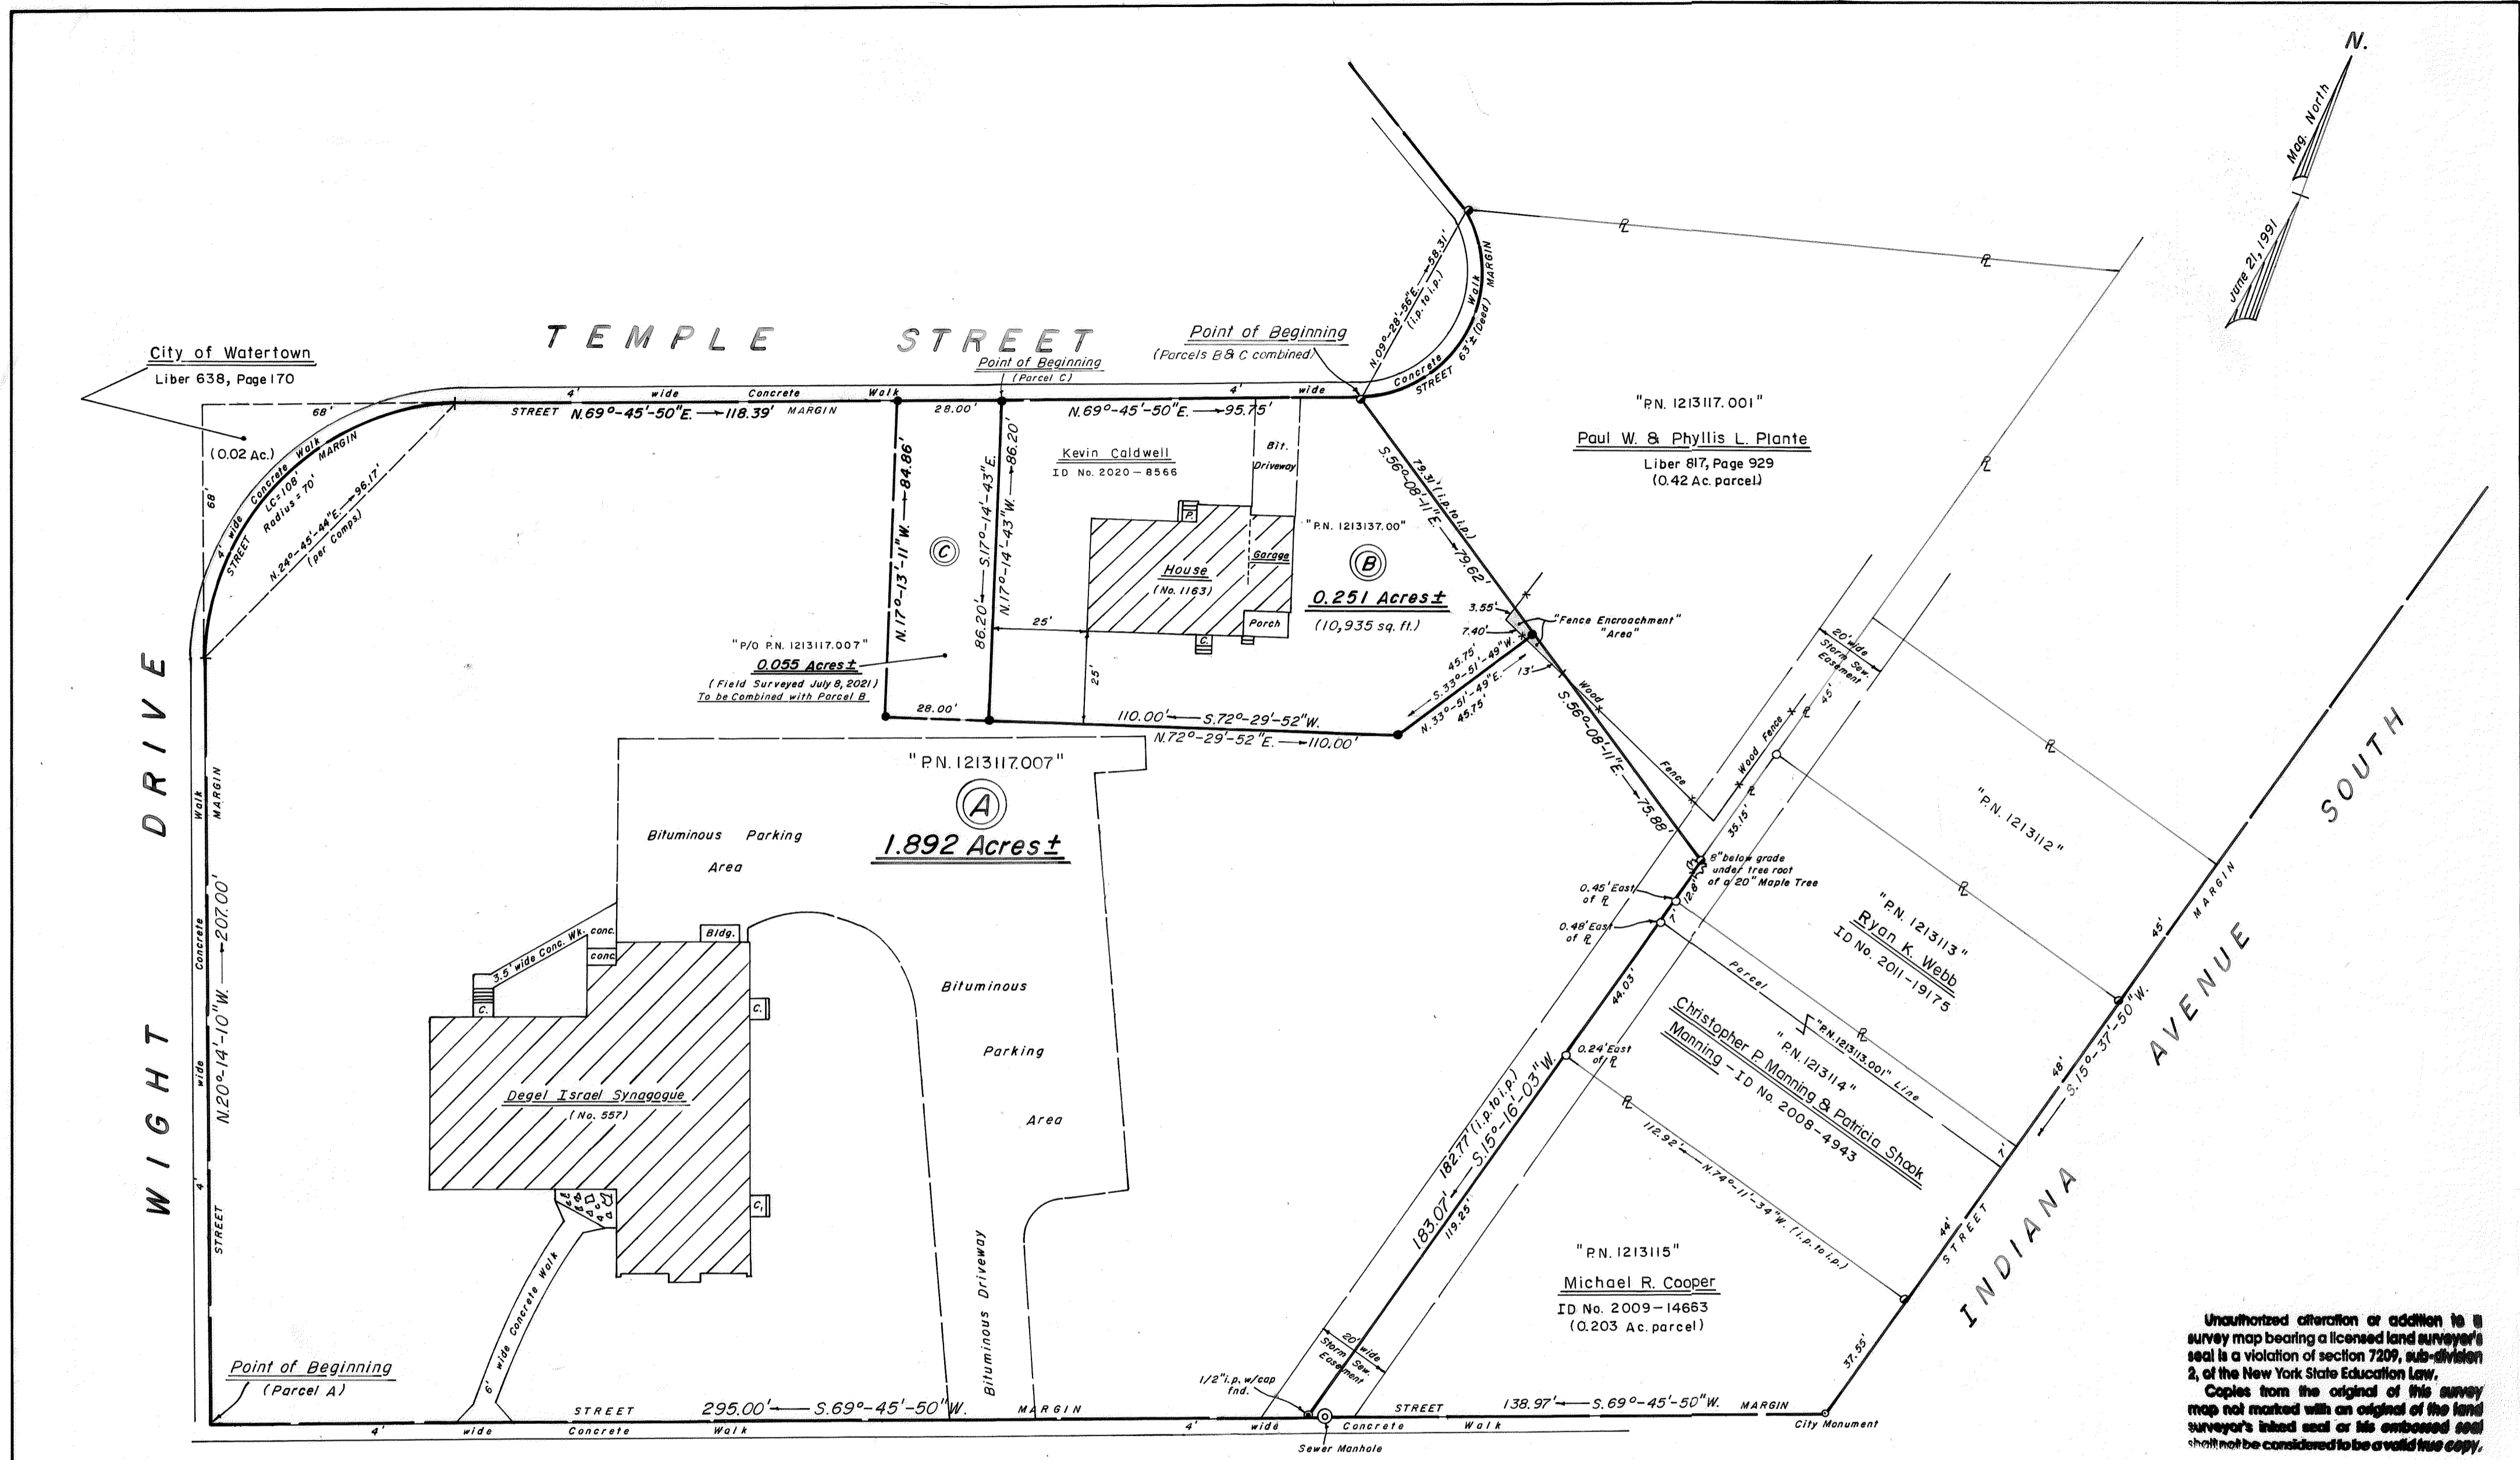 N.
Mag. North
June 21, 1991
TEMPLE STREET
City of Watertown
Liber 638, Page 170
(0.02 Ac.)
68'
68'
4' wide Concrete Walk
STREET MARGIN
LC=108'
Radius = 70'
N.24°-45'-44"E. 96.17'
(per Comps.)
4' wide Concrete Walk
STREET N.69°-45'-50"E. 118.39' MARGIN
28.00'
Point of Beginning
(Parcel C)
4' wide
N.69°-45'-50"E. 95.75'
Point of Beginning
(Parcels B & C combined)
N.09°-28'-56"E. 58.31'
(i.p. to i.p.)
Concrete Walk
STREET 63'± (Deed) MARGIN
℄
℄
℄
"P.N. 1213117.001"
Paul W. & Phyllis L. Plante
Liber 817, Page 929
(0.42 Ac. parcel)
N.17°-13'-11"W. 84.86'
C
86.20' S.17°-14'-43"E.
N.17°-14'-43"W. 86.20'
Kevin Caldwell
ID No. 2020-8566
Bit.
Driveway
P.
House
(No. 1163)
Garage
Porch
C.
25'
25'
"P.N. 1213137.00"
B
0.251 Acres±
(10,935 sq. ft.)
79.31' (i.p. to i.p.)
S.56°-08'-11"E. 79.62'
3.55'
7.40'
"Fence Encroachment"
"Area"
13'
45.75'
S.33°-51'-49"W.
N.33°-51'-49"E.
45.75'
"P/O P.N. 1213117.007"
0.055 Acres±
(Field Surveyed July 8, 2021)
To be Combined with Parcel B
28.00'
110.00' S.72°-29'-52"W.
N.72°-29'-52"E. 110.00'
Wood
Fence
S.56°-08'-11"E. 75.88'
20' wide
Storm Sew.
Easement
45'
Wood Fence
35.15'
8" below grade
under tree root
of a 20" Maple Tree
12.8'
0.45' East
of ℄
0.48' East
of ℄
7'
44.03'
0.24' East
of ℄
WIGHT DRIVE
4' wide Concrete Walk
STREET MARGIN
N.20°-14'-10"W. 207.00'
"P.N. 1213117.007"
A
1.892 Acres±
Bituminous Parking
Area
Bldg.
conc.
conc.
3.5' wide Conc. Wk.
C.
C.
C.
Degel Israel Synagogue
(No. 557)
6' wide Concrete Walk
Bituminous
Parking
Area
Bituminous Driveway
182.77' (i.p. to i.p.)
183.07' S.15°-16'-03"W.
119.25'
"P.N. 1213112"
"P.N. 1213113"
Ryan K. Webb
ID No. 2011-19175
Parcel Line
"P.N. 1213113.001"
"P.N. 1213114"
Christopher P. Manning & Patricia Shook
Manning - ID No. 2008-4943
112.92' N.74°-11'-34"W. (i.p. to i.p.)
"P.N. 1213115"
Michael R. Cooper
ID No. 2009-14663
(0.203 Ac. parcel)
INDIANA AVENUE SOUTH
STREET MARGIN
45'
S.15°-37'-50"W.
48'
7'
44'
37.55'
Point of Beginning
(Parcel A)
STREET 295.00' S.69°-45'-50"W. MARGIN
4' wide Concrete Walk
1/2" i.p. w/cap
fnd.
20' wide
Storm Sew.
Easement
STREET 138.97' S.69°-45'-50"W. MARGIN
4' wide Concrete Walk
Sewer Manhole
City Monument
Unauthorized alteration or addition to a
survey map bearing a licensed land surveyor's
seal is a violation of section 7209, sub-division
2, of the New York State Education Law.
Copies from the original of this survey
map not marked with an original of the land
surveyor's inked seal or his embossed seal
shall not be considered to be a valid true copy.